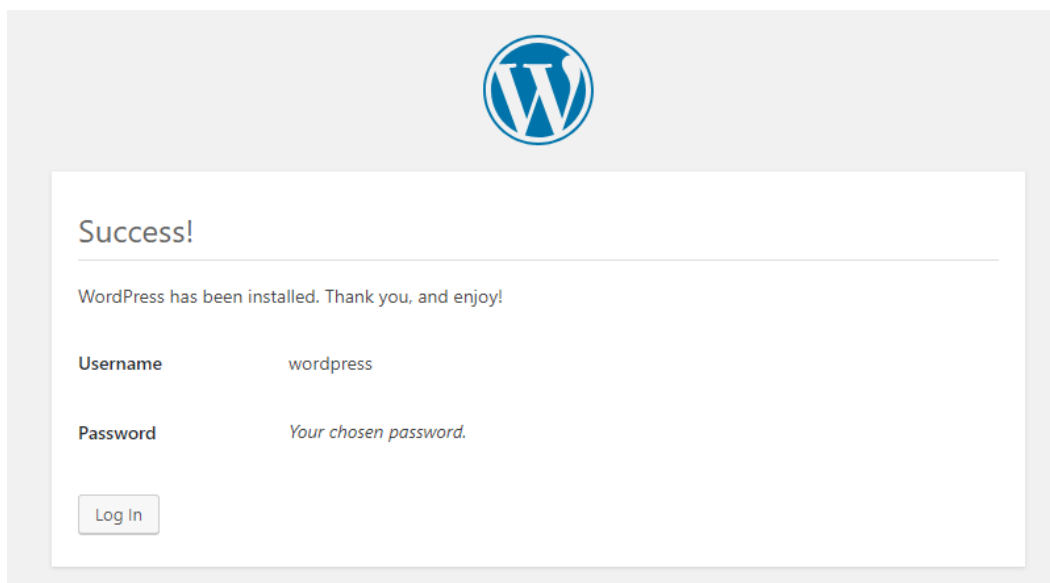 Success!
WordPress has been installed. Thank you, and enjoy!
Username wordpress
Password Your chosen password.
Log In